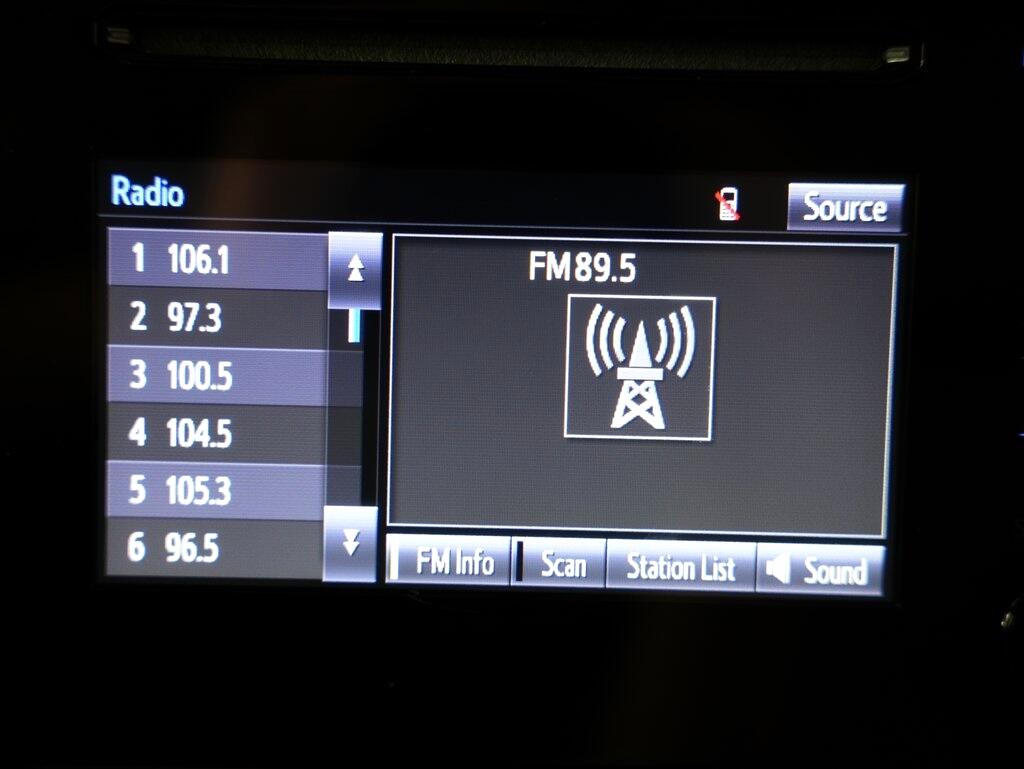 Radio
Source
1 106.1
2 97.3
3 100.5
4 104.5
5 105.3
6 96.5
FM 89.5
FM Info
Scan
Station List
Sound